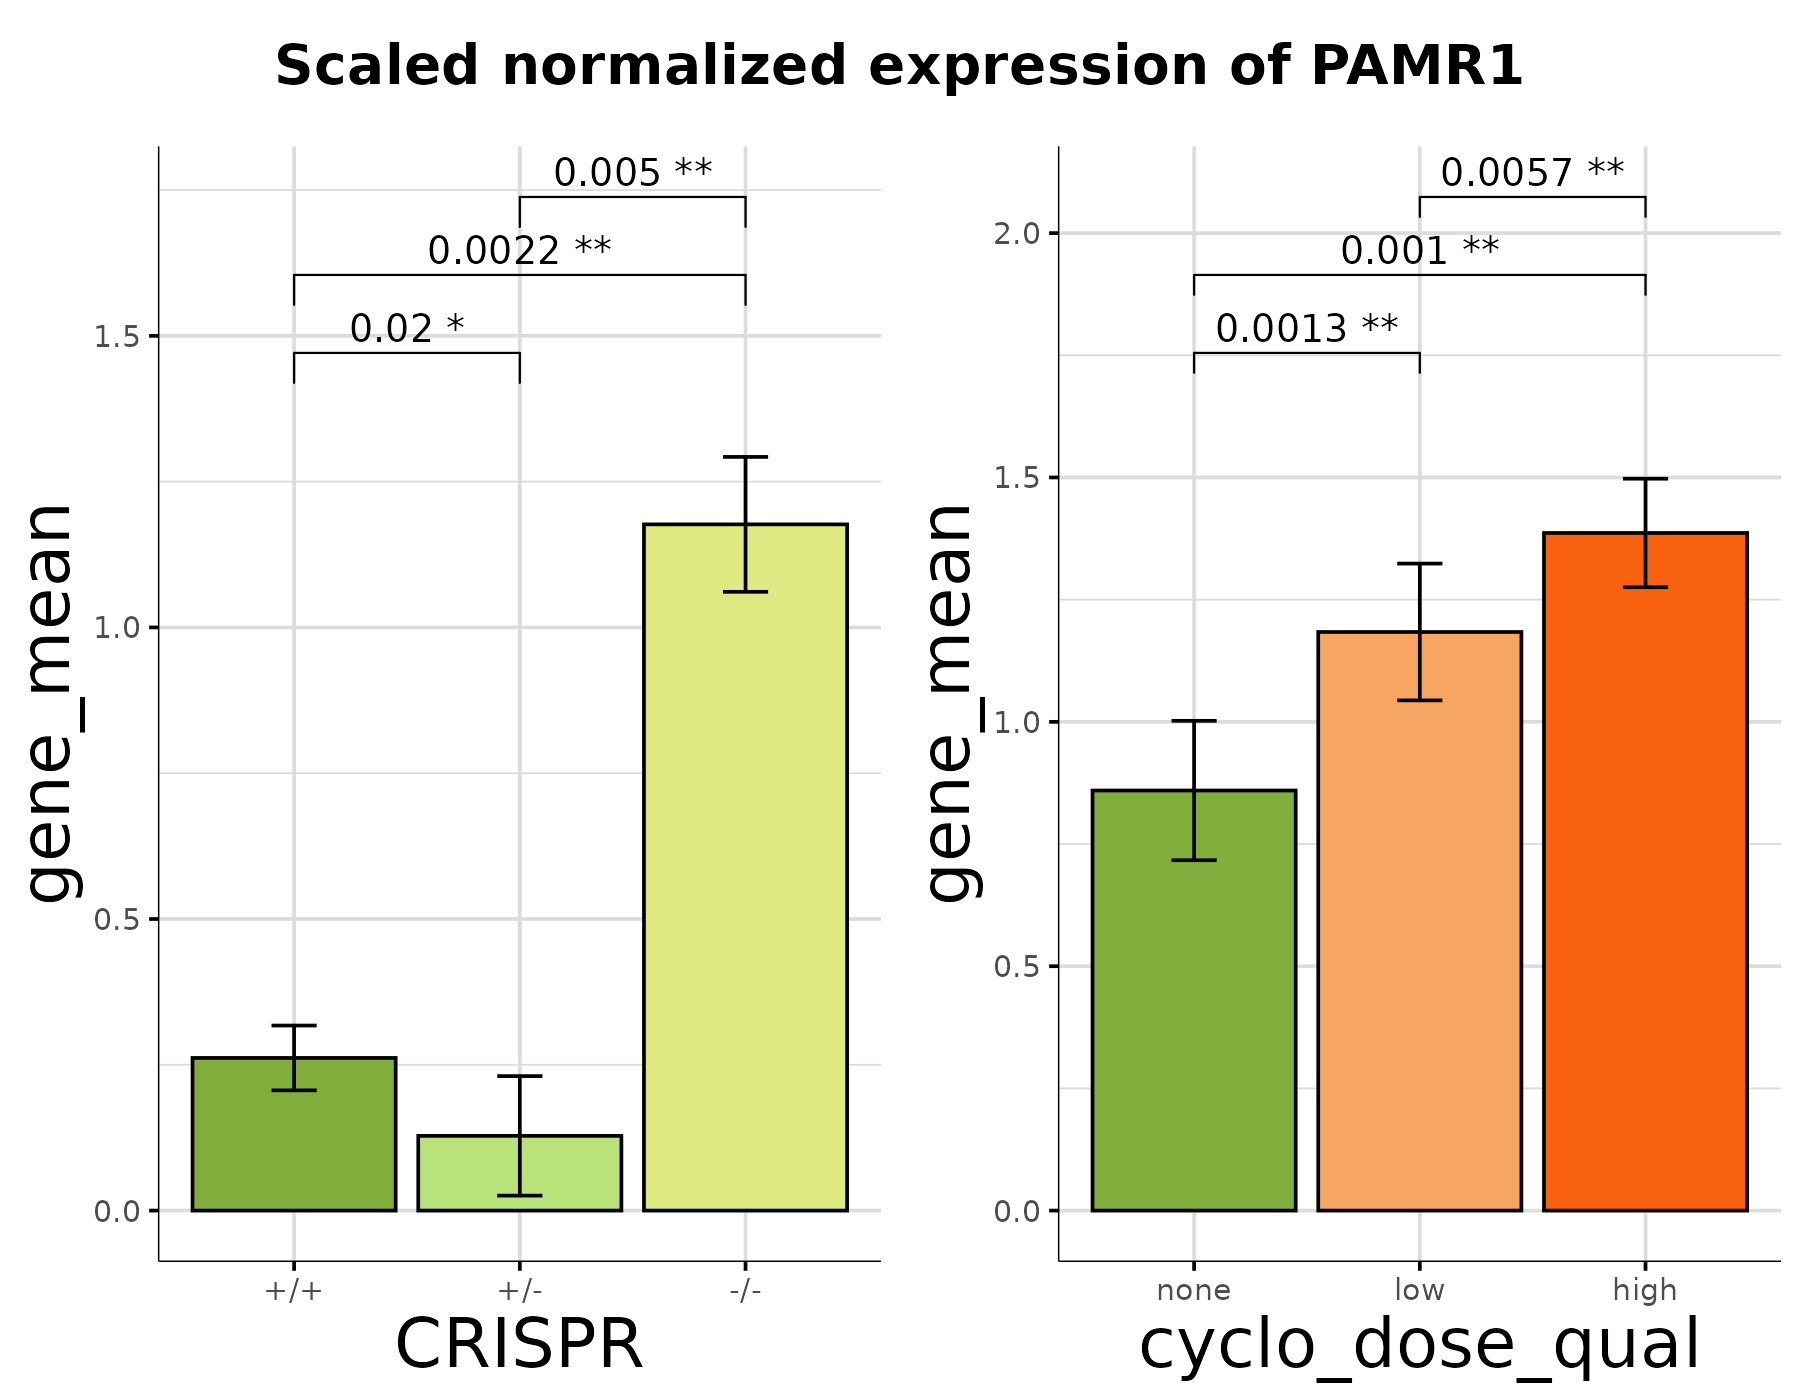 Scaled normalized expression of PAMR1
0.005 **
0.0022 **
0.02 *
1.5
1.0
0.5
0.0
gene_mean
+/+
+/-
-/-
CRISPR
0.0057 **
0.001 **
0.0013 **
2.0
1.5
1.0
0.5
0.0
gene_mean
none
low
high
cyclo_dose_qual